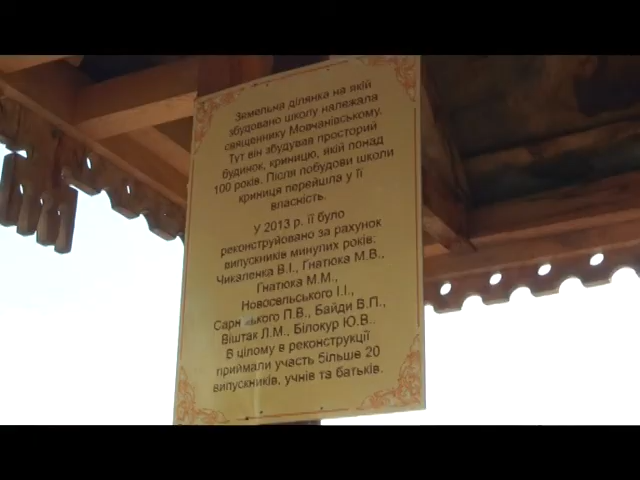 Земельна ділянка на якій
збудовано школу належала
священнику Мовчанівському.
Тут він збудував просторий
будинок, криницю, якій понад
100 років. Після побудови школи
криниця перейшла у її
власність.
У 2013 р. її було
реконструйовано за рахунок
випускників минулих років:
Чикаленка В.І., Гнатюка М.В.,
Гнатюка М.М.,
Новосельського І.І.,
П.В., Байди В.П.,
Віштак Л.М., Білокур Ю.В..
В цілому в реконструкції
приймали участь більше 20
випускників, учнів та батьків.